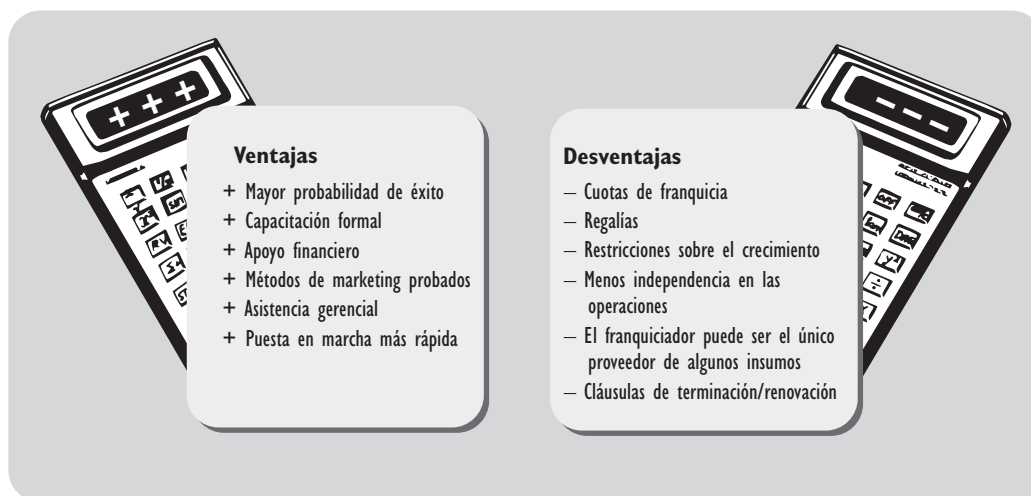 + + +
Ventajas
+ Mayor probabilidad de éxito
+ Capacitación formal
+ Apoyo financiero
+ Métodos de marketing probados
+ Asistencia gerencial
+ Puesta en marcha más rápida
– – –
Desventajas
– Cuotas de franquicia
– Regalías
– Restricciones sobre el crecimiento
– Menos independencia en las
operaciones
– El franquiciador puede ser el único
proveedor de algunos insumos
– Cláusulas de terminación/renovación